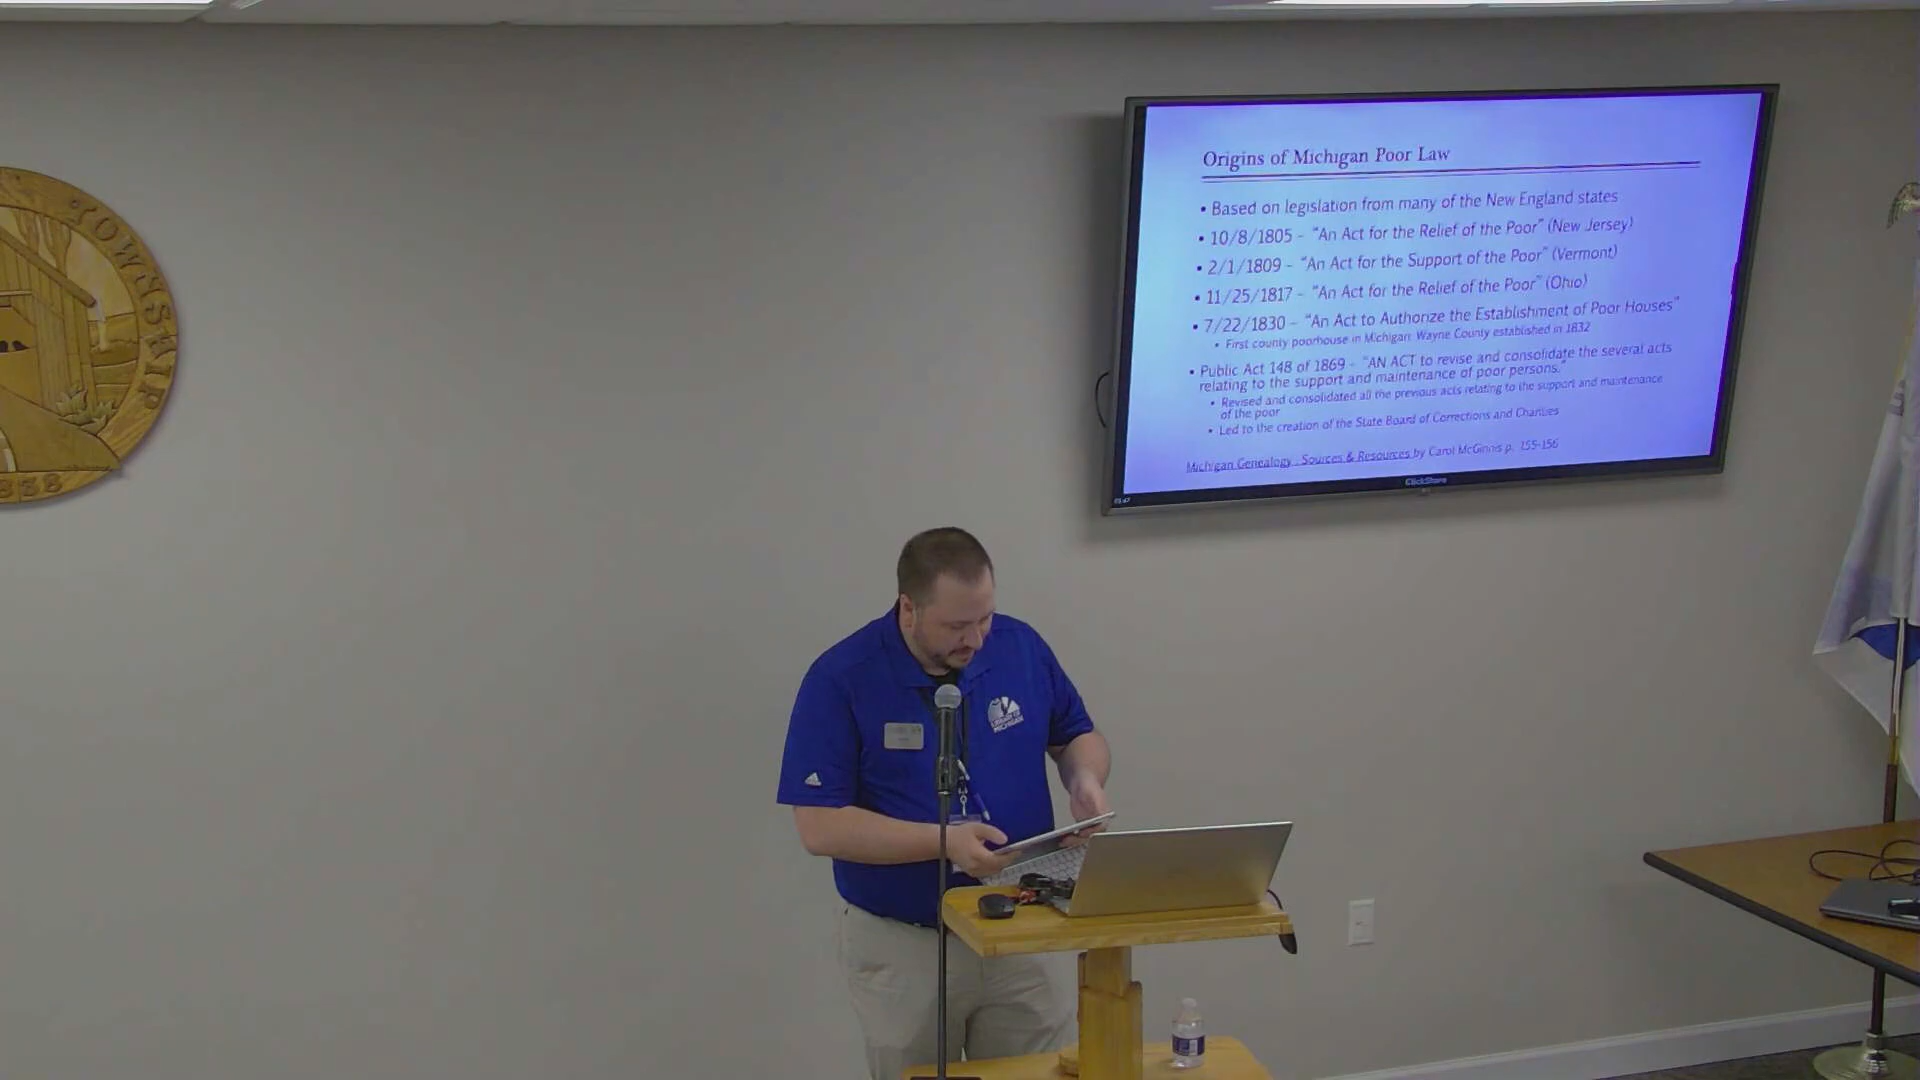 TOWNSHIP
1838
Origins of Michigan Poor Law
• Based on legislation from many of the New England states
• 10/8/1805 - "An Act for the Relief of the Poor" (New Jersey)
• 2/1/1809 - "An Act for the Support of the Poor" (Vermont)
• 11/25/1817 - "An Act for the Relief of the Poor" (Ohio)
• 7/22/1830 - "An Act to Authorize the Establishment of Poor Houses"
• First county poorhouse in Michigan: Wayne County established in 1832
• Public Act 148 of 1869 - "AN ACT to revise and consolidate the several acts
relating to the support and maintenance of poor persons."
• Revised and consolidated all the previous acts relating to the support and maintenance
of the poor
• Led to the creation of the State Board of Corrections and Charities
Michigan Genealogy : Sources & Resources by Carol McGinnis p. 155-156
ClickShare
LIBRARY OF
MICHIGAN